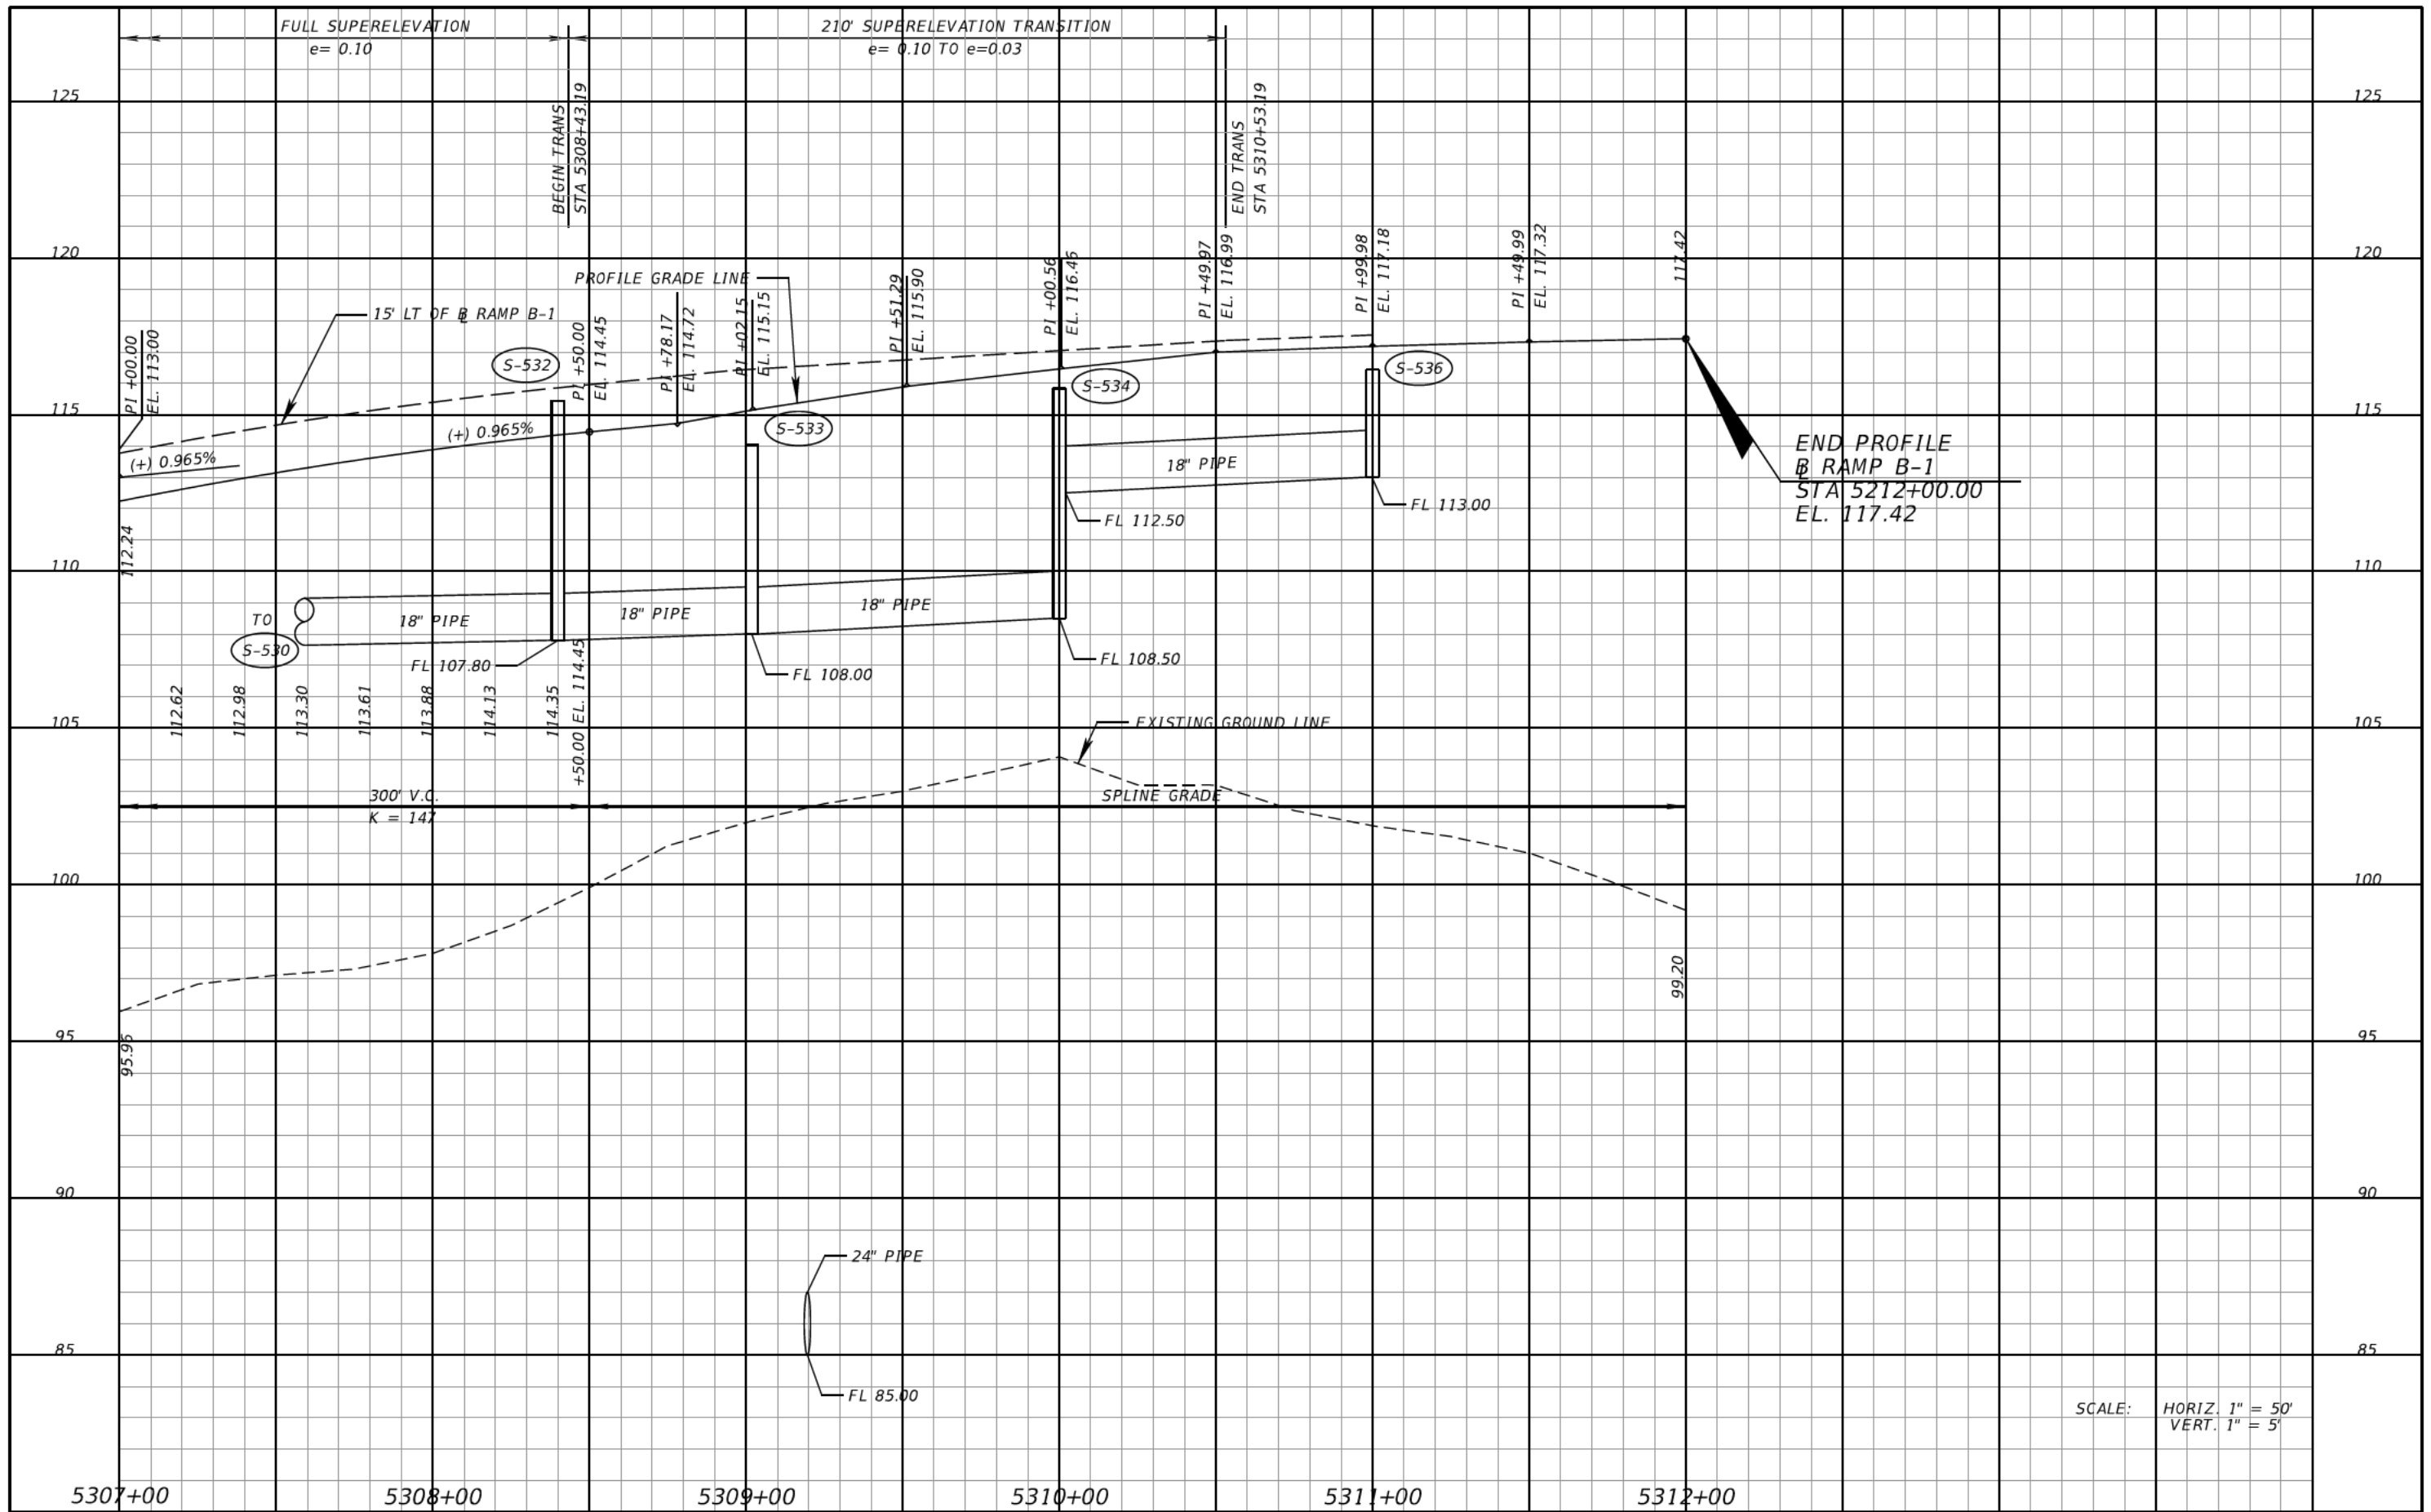 FULL SUPERELEVATION
e= 0.10
210' SUPERELEVATION TRANSITION
e= 0.10 TO e=0.03
125
125
BEGIN TRANS
STA 5308+43.19
END TRANS
STA 5310+53.19
120
120
PI +00.00
EL. 113.00
15' LT OF B RAMP B-1
PROFILE GRADE LINE
S-532
PI +50.00
EL. 114.45
PI +78.17
EL. 114.72
PI +02.15
EL. 115.15
PI +51.29
EL. 115.90
PI +00.56
EL. 116.46
PI +49.97
EL. 116.99
PI +99.98
EL. 117.18
PI +49.99
EL. 117.32
117.42
S-533
S-534
S-536
115
115
(+) 0.965%
(+) 0.965%
18" PIPE
FL 112.50
FL 113.00
END PROFILE
B RAMP B-1
STA 5212+00.00
EL. 117.42
112.24
110
110
TO
S-530
18" PIPE
18" PIPE
18" PIPE
FL 107.80
FL 108.00
FL 108.50
112.62
112.98
113.30
113.61
113.88
114.13
114.35
+50.00 EL. 114.45
105
105
EXISTING GROUND LINE
300' V.C.
K = 147
SPLINE GRADE
100
100
99.20
95
95
95.96
90
90
24" PIPE
85
85
FL 85.00
SCALE: HORIZ. 1" = 50'
VERT. 1" = 5'
5307+00
5308+00
5309+00
5310+00
5311+00
5312+00